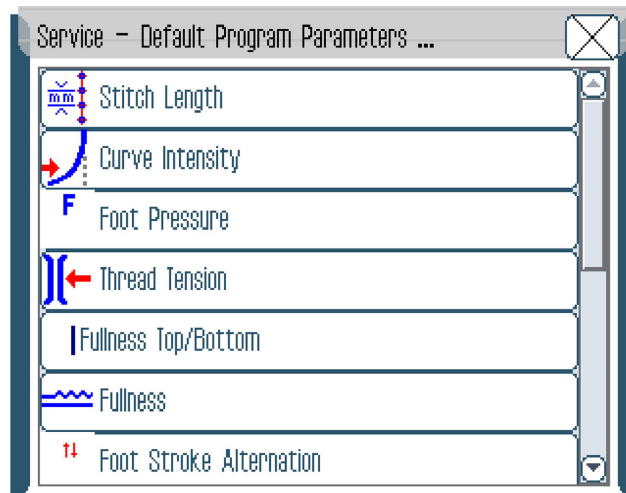 Service – Default Program Parameters ...
mm Stitch Length
Curve Intensity
F Foot Pressure
Thread Tension
Fullness Top/Bottom
Fullness
Foot Stroke Alternation